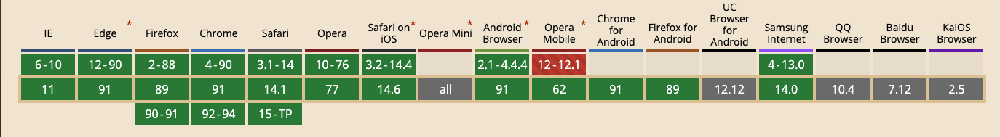 IE
Edge *
Firefox
Chrome
Safari
Opera
Safari on *
iOS
Opera Mini *
Android *
Browser
Opera *
Mobile
Chrome
for
Android
Firefox for
Android
UC
Browser
for
Android
Samsung
Internet
QQ
Browser
Baidu
Browser
KaiOS
Browser
6-10 12-90 2-88 4-90 3.1-14 10-76 3.2-14.4 2.1-4.4.4 12-12.1 4-13.0
11 91 89 91 14.1 77 14.6 all 91 62 91 89 12.12 14.0 10.4 7.12 2.5
90-91 92-94 15-TP